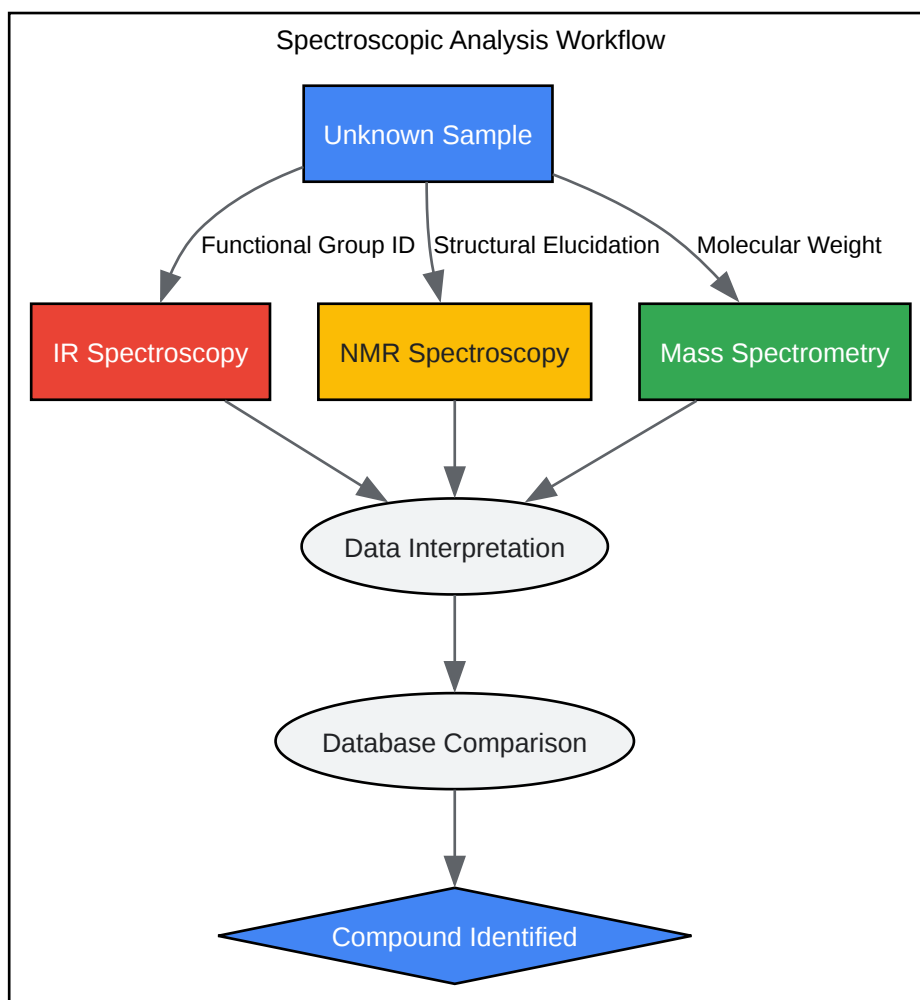 Spectroscopic Analysis Workflow
Unknown Sample
Functional Group ID
Structural Elucidation
Molecular Weight
IR Spectroscopy
NMR Spectroscopy
Mass Spectrometry
Data Interpretation
Database Comparison
Compound Identified